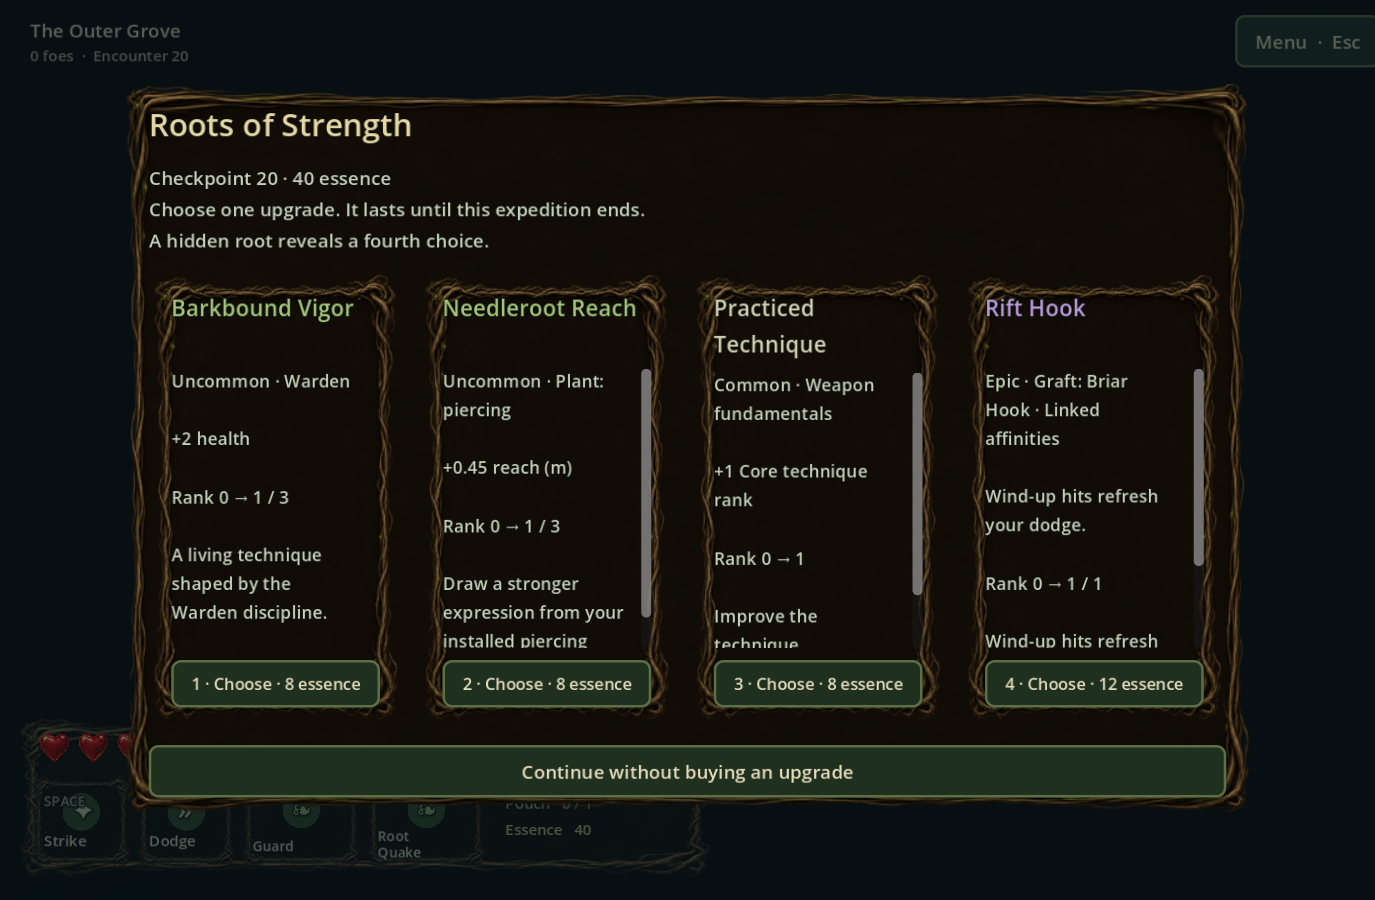 The Outer Grove
0 foes · Encounter 20
Menu · Esc
Roots of Strength
Checkpoint 20 · 40 essence
Choose one upgrade. It lasts until this expedition ends.
A hidden root reveals a fourth choice.
Barkbound Vigor
Uncommon · Warden
+2 health
Rank 0 → 1 / 3
A living technique
shaped by the
Warden discipline.
1 · Choose · 8 essence
Needleroot Reach
Uncommon · Plant:
piercing
+0.45 reach (m)
Rank 0 → 1 / 3
Draw a stronger
expression from your
installed piercing
2 · Choose · 8 essence
Practiced
Technique
Common · Weapon
fundamentals
+1 Core technique
rank
Rank 0 → 1
Improve the
technique
3 · Choose · 8 essence
Rift Hook
Epic · Graft: Briar
Hook · Linked
affinities
Wind-up hits refresh
your dodge.
Rank 0 → 1 / 1
Wind-up hits refresh
4 · Choose · 12 essence
Continue without buying an upgrade
SPACE
Strike
Dodge
Guard
Root
Quake
Pouch
Essence 40